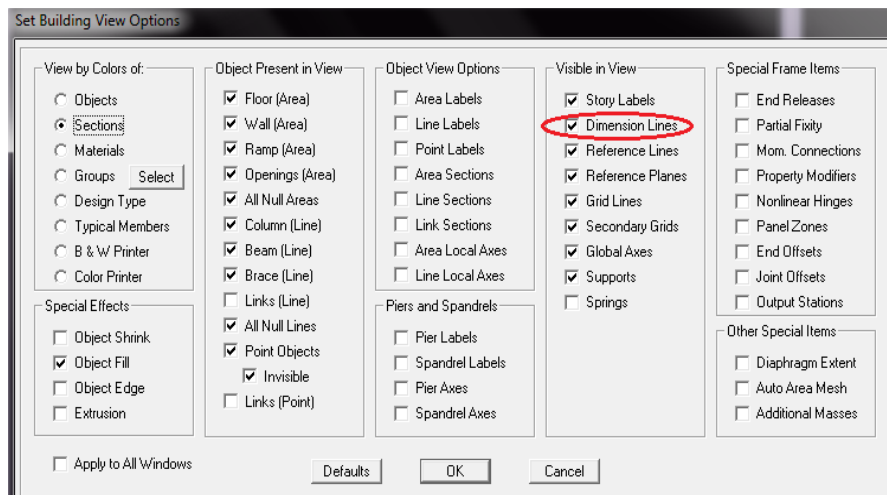 Set Building View Options
View by Colors of:
Objects
Sections
Materials
Groups
Select
Design Type
Typical Members
B & W Printer
Color Printer
Special Effects
Object Shrink
Object Fill
Object Edge
Extrusion
Apply to All Windows
Object Present in View
Floor (Area)
Wall (Area)
Ramp (Area)
Openings (Area)
All Null Areas
Column (Line)
Beam (Line)
Brace (Line)
Links (Line)
All Null Lines
Point Objects
Invisible
Links (Point)
Object View Options
Area Labels
Line Labels
Point Labels
Area Sections
Line Sections
Link Sections
Area Local Axes
Line Local Axes
Piers and Spandrels
Pier Labels
Spandrel Labels
Pier Axes
Spandrel Axes
Visible in View
Story Labels
Dimension Lines
Reference Lines
Reference Planes
Grid Lines
Secondary Grids
Global Axes
Supports
Springs
Special Frame Items
End Releases
Partial Fixity
Mom. Connections
Property Modifiers
Nonlinear Hinges
Panel Zones
End Offsets
Joint Offsets
Output Stations
Other Special Items
Diaphragm Extent
Auto Area Mesh
Additional Masses
Defaults
OK
Cancel